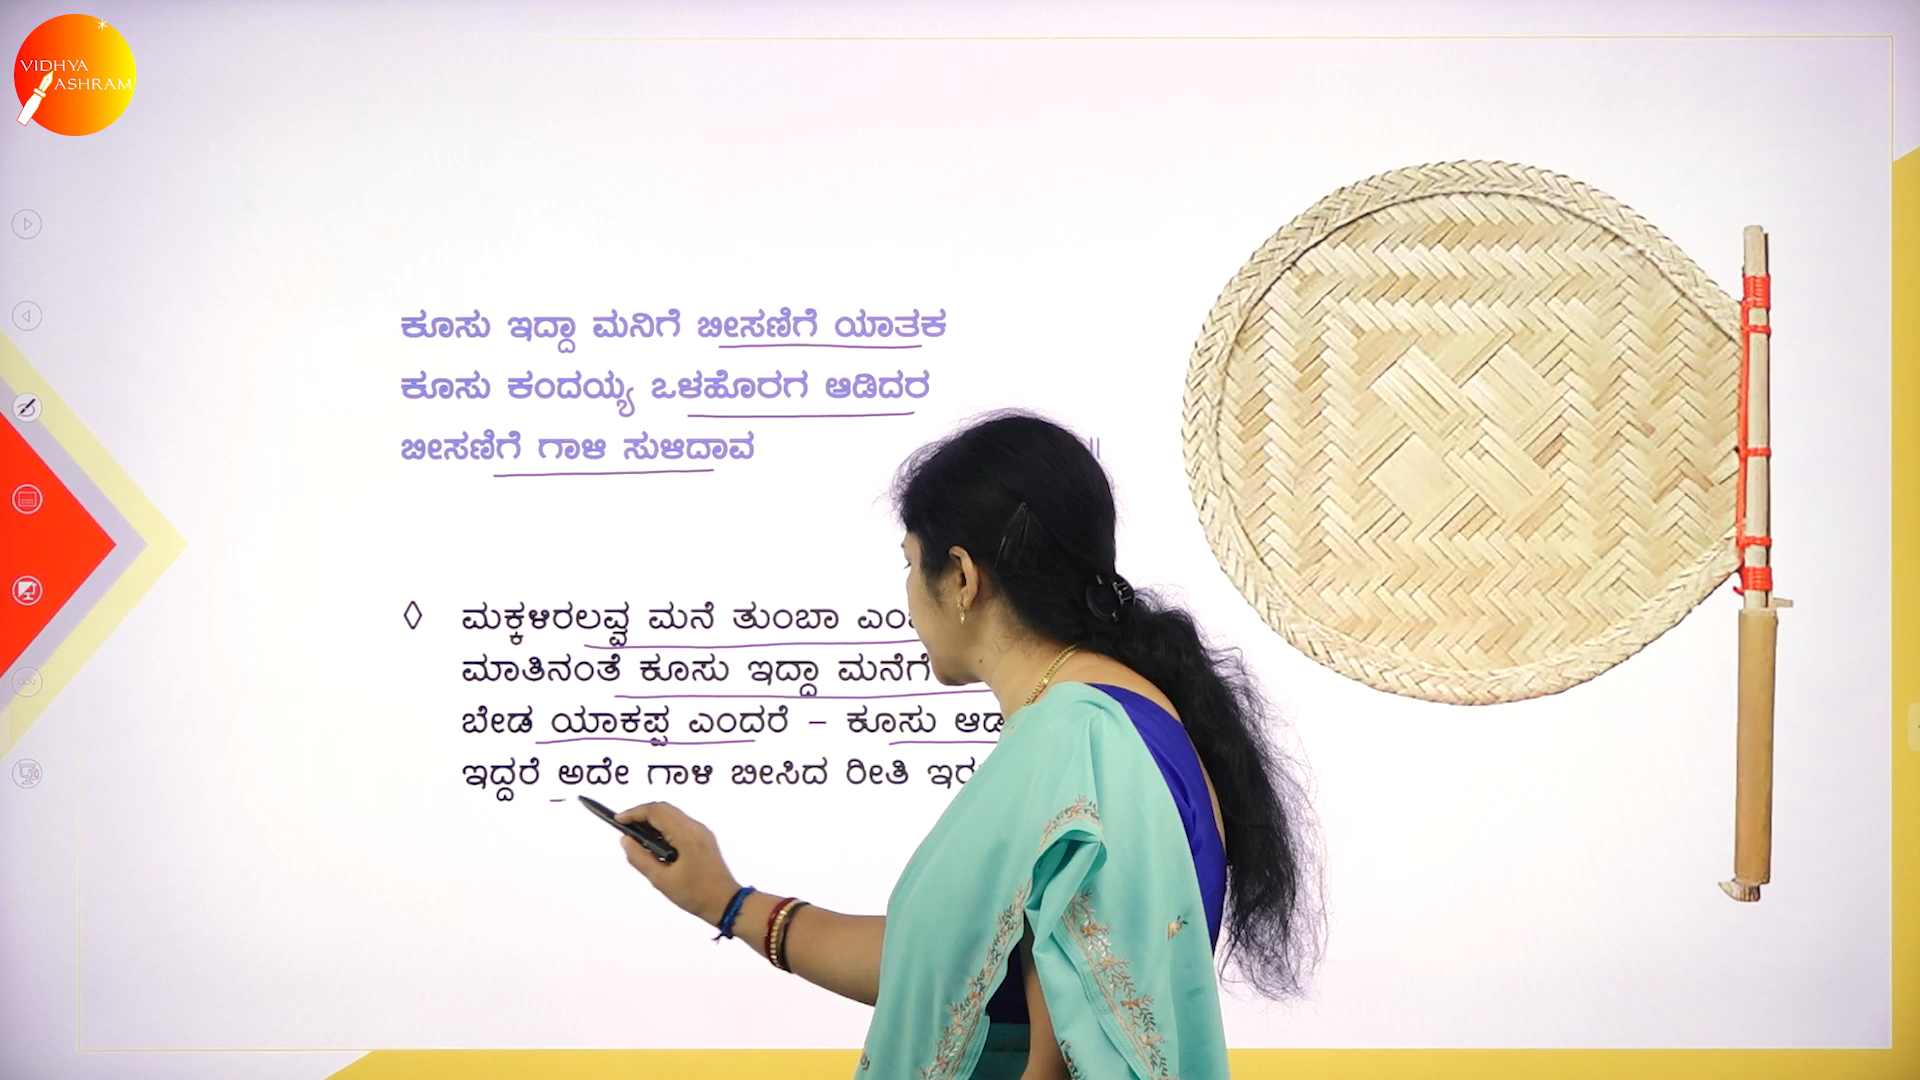 VIDHYA
ASHRAM
ಕೂಸು ಇದ್ದಾ ಮನಿಗೆ ಬೀಸಣಿಗೆ ಯಾತಕ
ಕೂಸು ಕಂದಯ್ಯ ಒಳಹೊರಗ ಆಡಿದರ
ಬೀಸಣಿಗೆ ಗಾಳಿ ಸುಳಿದಾವ ॥
◊ ಮಕ್ಕಳಿರಲವ್ವ ಮನೆ ತುಂಬಾ
ಮಾತಿನಂತೆ ಕೂಸು ಇದ್ದಾ ಮನೆಗೆ
ಬೇಡ ಯಾಕಪ್ಪ ಎಂದರೆ – ಕೂಸು
ಇದ್ದರೆ ಅದೇ ಗಾಳಿ ಬೀಸಿದ ರೀತಿ